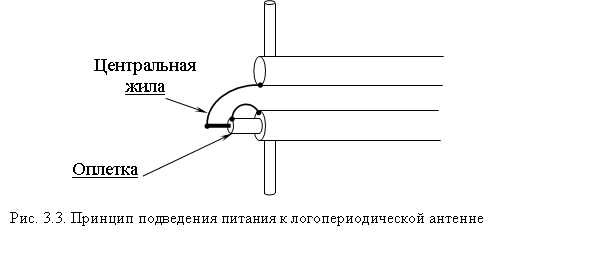 Центральная
жила
Оплетка
Рис. 3.3. Принцип подведения питания к логопериодической антенне